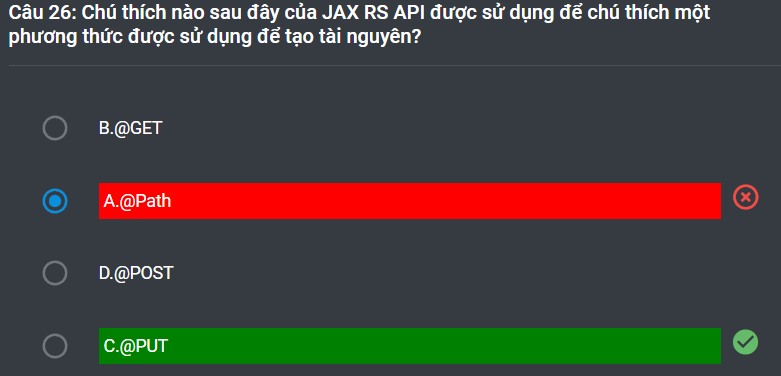 Câu 26: Chú thích nào sau đây của JAX RS API được sử dụng để chú thích một
phương thức được sử dụng để tạo tài nguyên?
B.@GET
A.@Path
D.@POST
C.@PUT